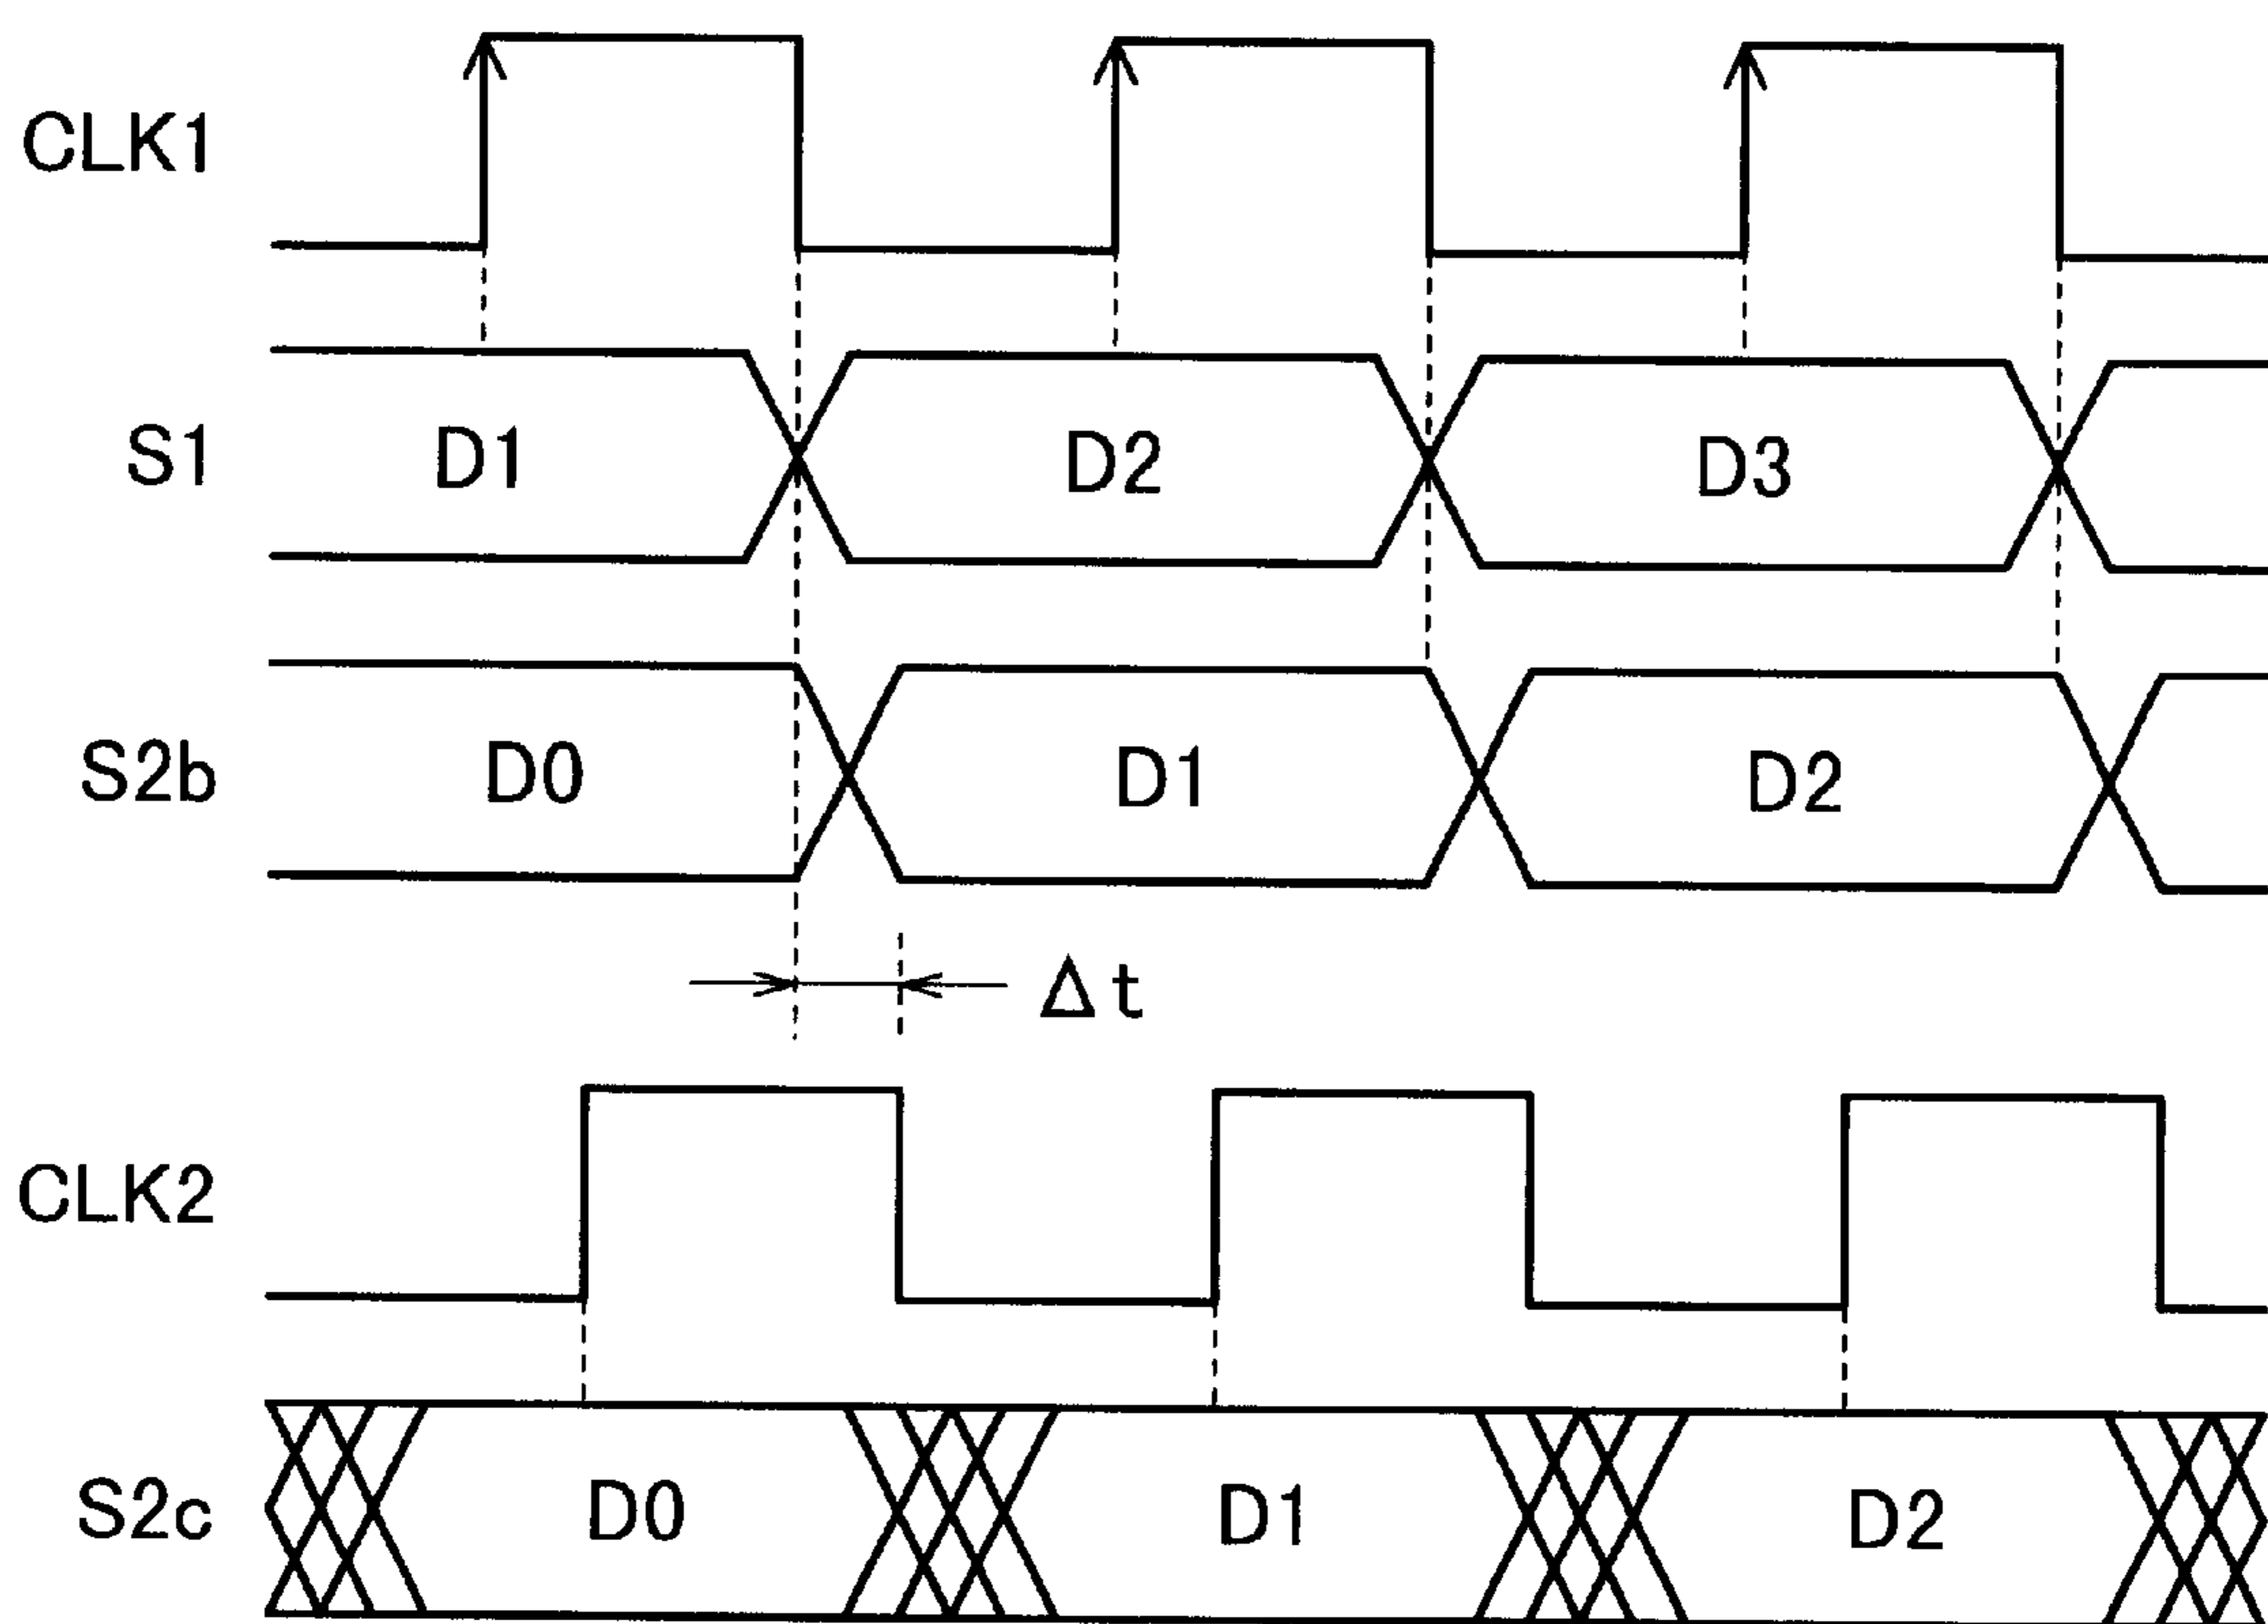 CLK1
S1 D1 D2 D3
S2b D0 D1 D2
Δt
CLK2
S2c D0 D1 D2